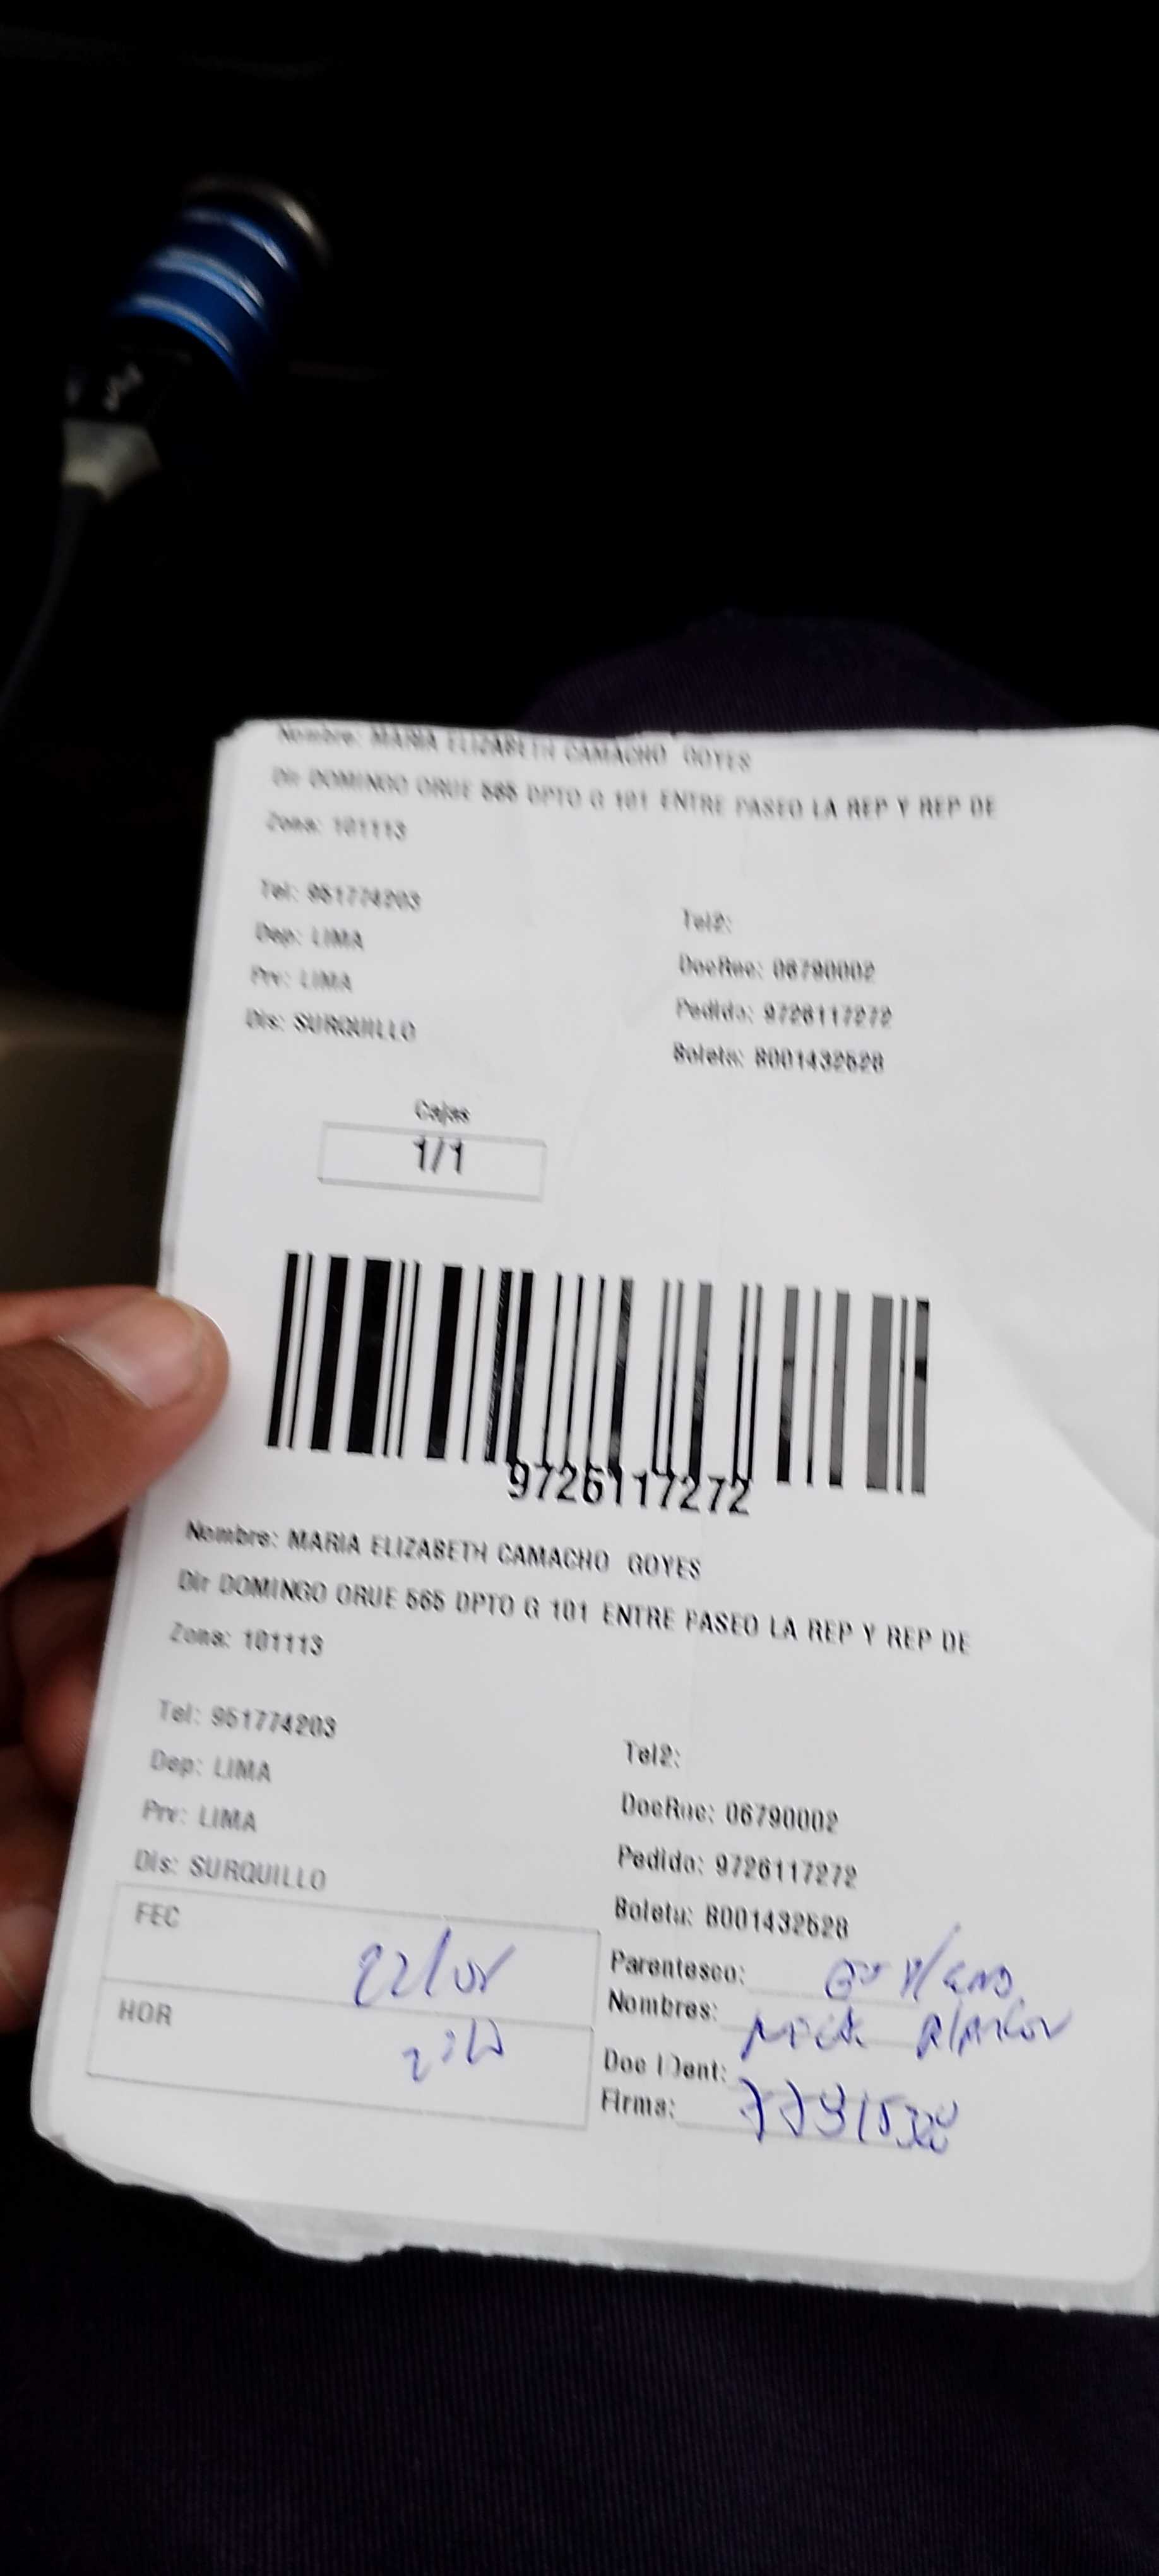 Nombre: MARIA ELIZABETH CAMACHO GOYES
Dir DOMINGO ORUE 565 DPTO G 101 ENTRE PASEO LA REP Y REP DE
Zona: 101113
Tel: 951774203
Tel2:
Dep: LIMA
DocRuc: 06790002
Prv: LIMA
Pedido: 9726117272
Dis: SURQUILLO
Boleta: B001432528
Cajas
1/1
9726117272
Nombre: MARIA ELIZABETH CAMACHO GOYES
Dir DOMINGO ORUE 565 DPTO G 101 ENTRE PASEO LA REP Y REP DE
Zona: 101113
Tel: 951774203
Tel2:
Dep: LIMA
DocRuc: 06790002
Prv: LIMA
Pedido: 9726117272
Dis: SURQUILLO
Boleta: B001432528
FEC
Parentesco:
Nombres:
HOR
Doc IDent:
Firma: